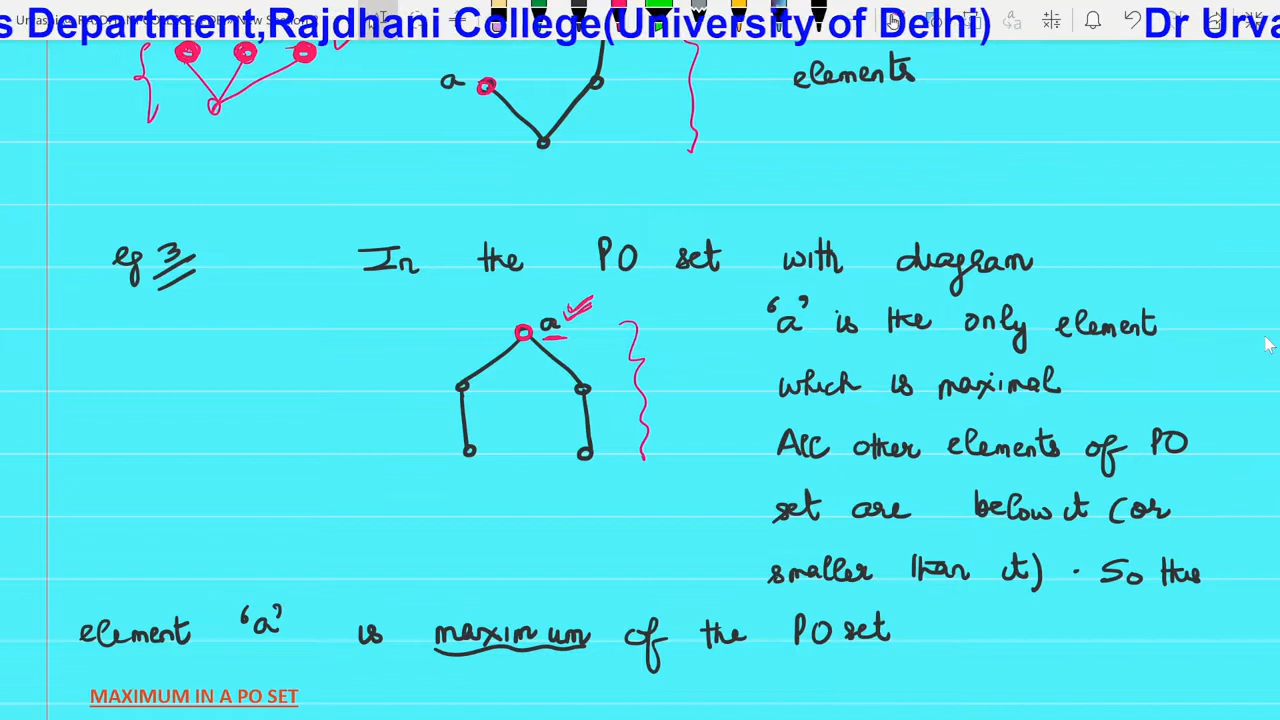 s Department,Rajdhani College(University of Delhi) Dr Urva
a
elements
eg 3 In the PO set with diagram
a
'a' is the only element
which is maximal
All other elements of PO
set are below it (or
smaller than it) . So this
element 'a' is maximum of the PO set
MAXIMUM IN A PO SET